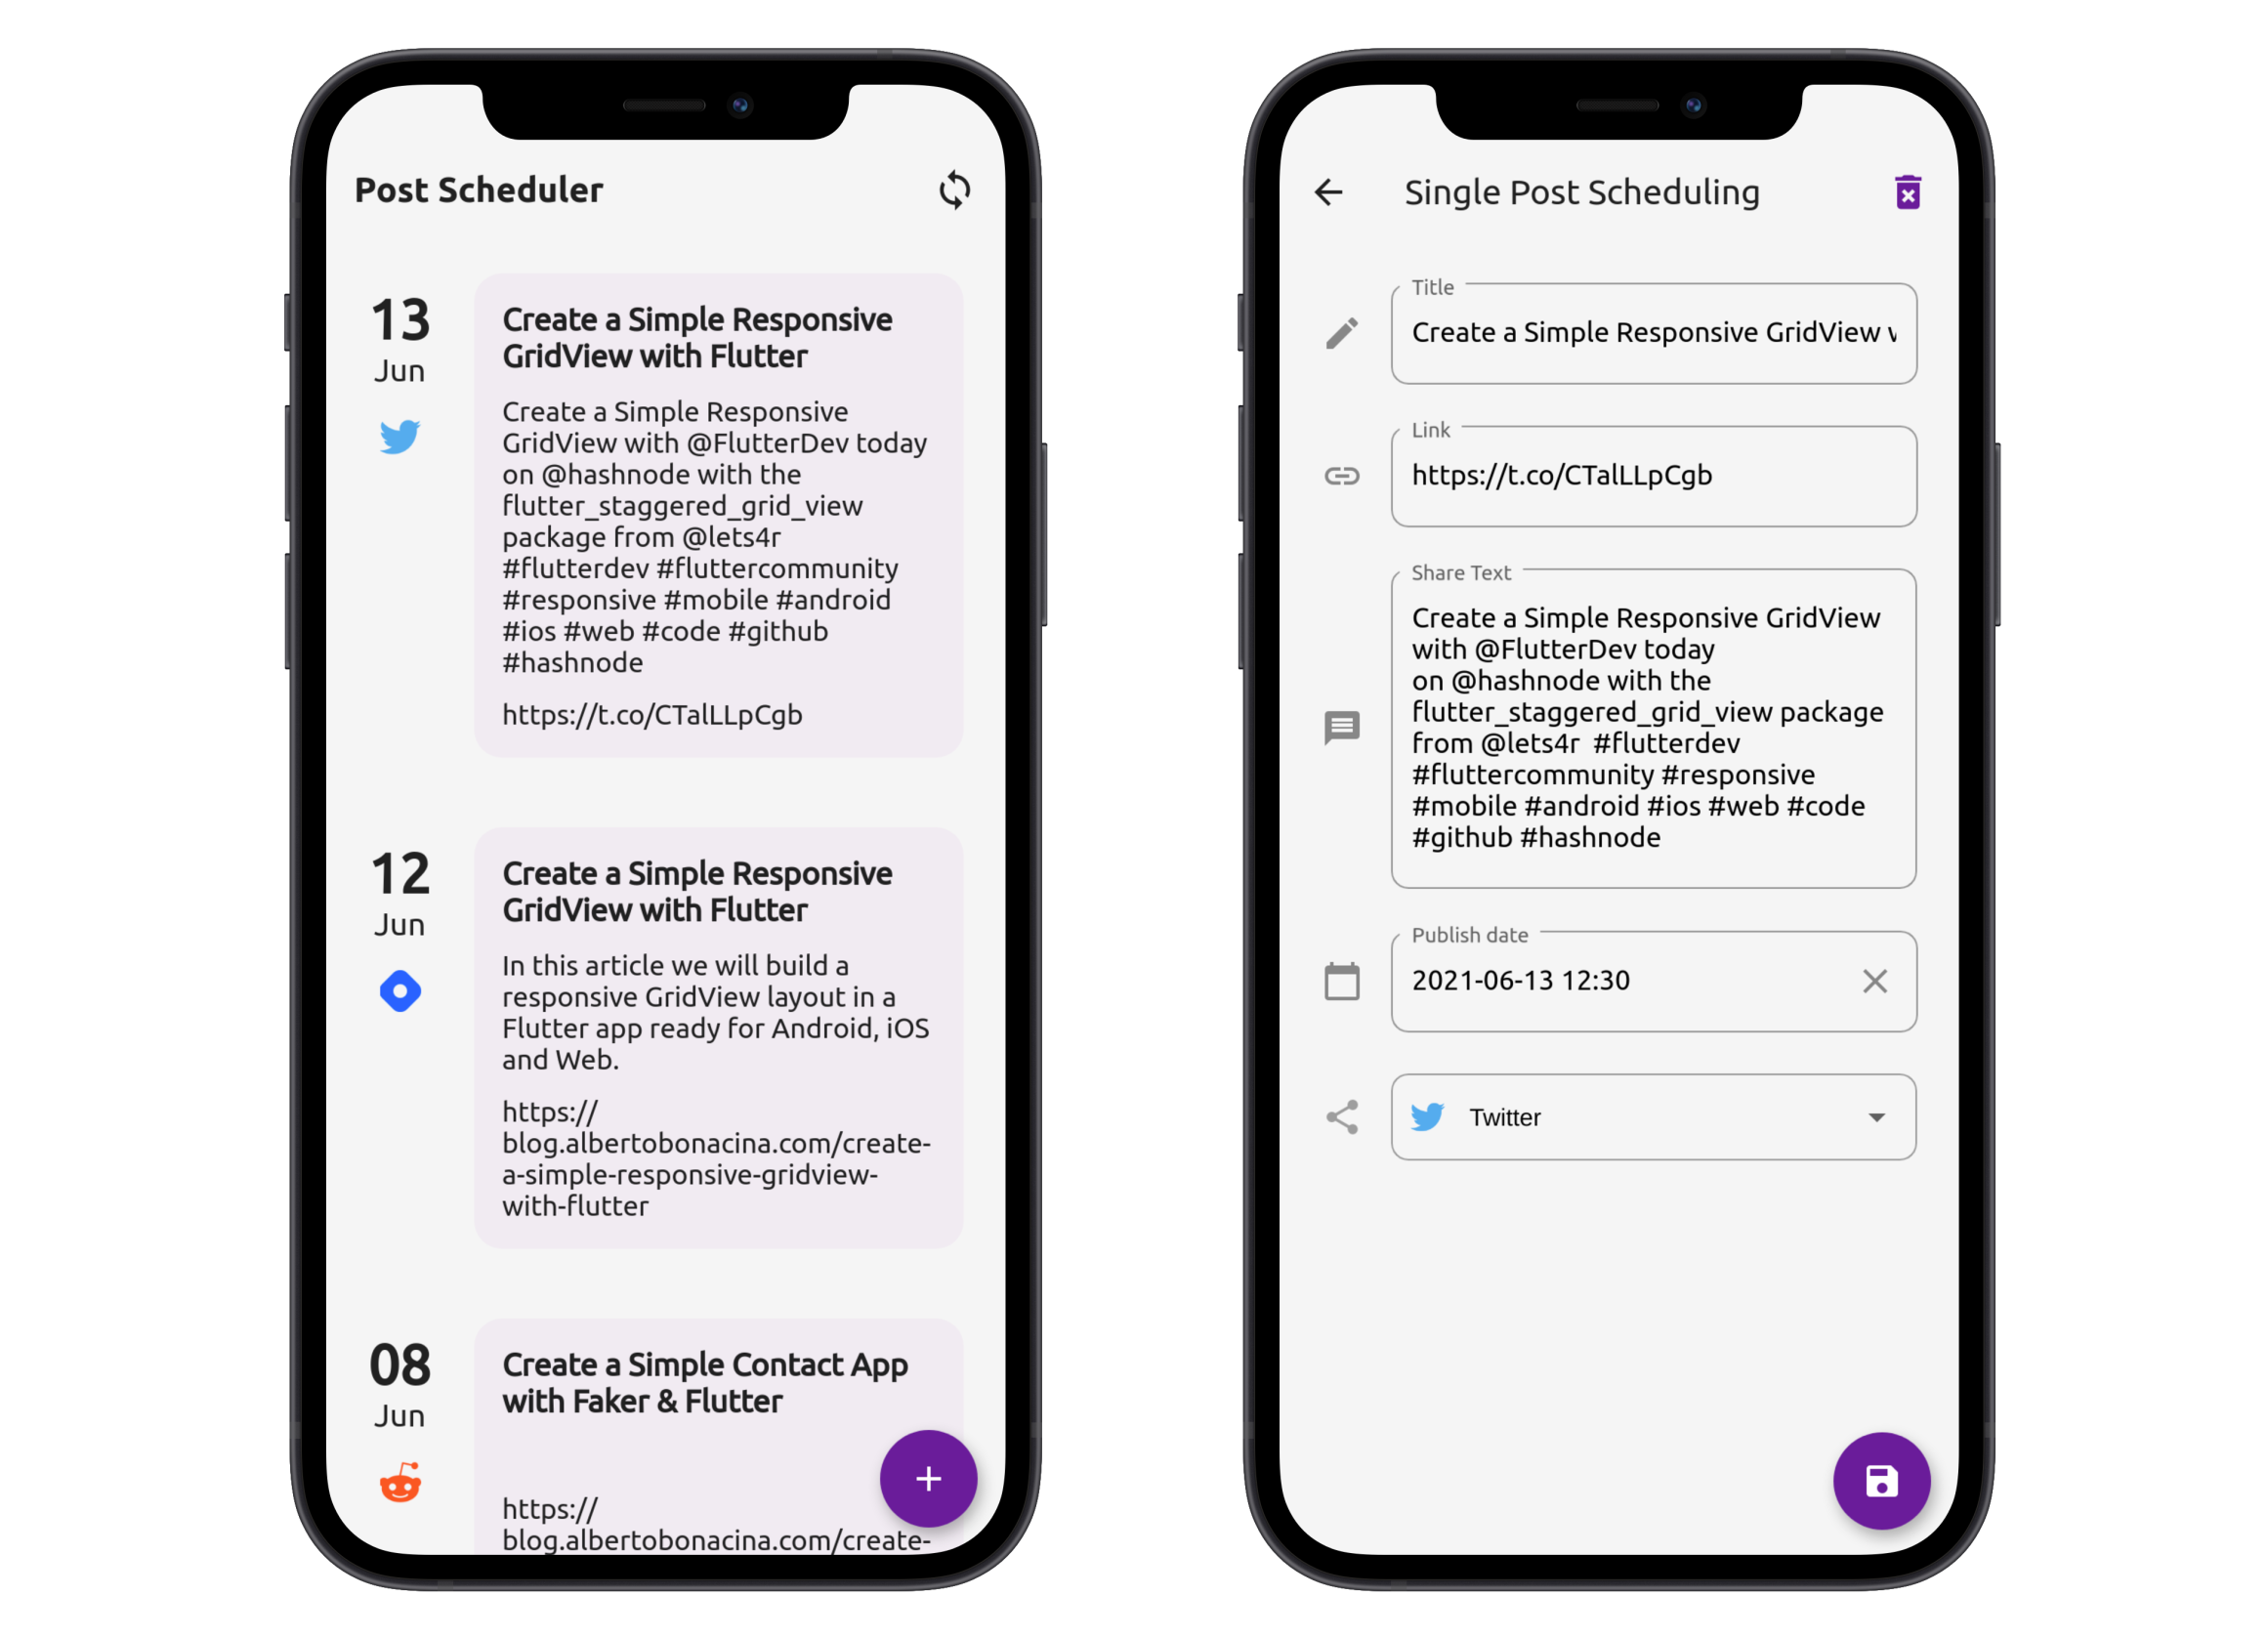 Post Scheduler
13
Jun
Create a Simple Responsive
GridView with Flutter
Create a Simple Responsive
GridView with @FlutterDev today
on @hashnode with the
flutter_staggered_grid_view
package from @lets4r
#flutterdev #fluttercommunity
#responsive #mobile #android
#ios #web #code #github
#hashnode
https://t.co/CTalLLpCgb
12
Jun
Create a Simple Responsive
GridView with Flutter
In this article we will build a
responsive GridView layout in a
Flutter app ready for Android, iOS
and Web.
https://
blog.albertobonacina.com/create-
a-simple-responsive-gridview-
with-flutter
08
Jun
Create a Simple Contact App
with Faker & Flutter
https://
blog.albertobonacina.com/create-
Single Post Scheduling
Title
Create a Simple Responsive GridView
Link
https://t.co/CTalLLpCgb
Share Text
Create a Simple Responsive GridView
with @FlutterDev today
on @hashnode with the
flutter_staggered_grid_view package
from @lets4r  #flutterdev
#fluttercommunity #responsive
#mobile #android #ios #web #code
#github #hashnode
Publish date
2021-06-13 12:30
Twitter